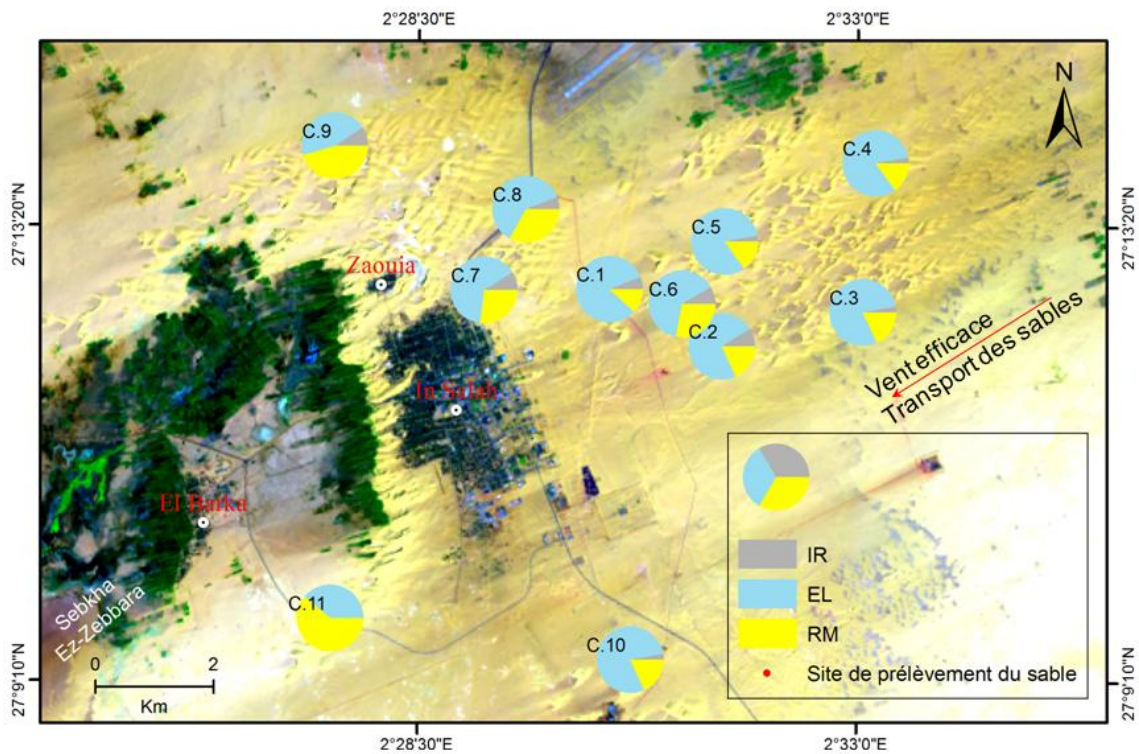 2°28'30"E
2°33'0"E
N
C.9
C.4
C.8
27°13'20"N
27°13'20"N
C.5
Zaouia
C.7
C.1
C.6
C.3
C.2
Vent efficace
Transport des sables
In Salah
El Barka
IR
EL
RM
Site de prélèvement du sable
Sebkha
Ez-Zebbara
C.11
C.10
0 2
Km
27°9'10"N
27°9'10"N
2°28'30"E
2°33'0"E